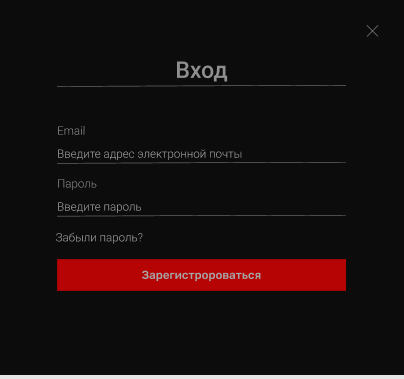 Вход
Email
Введите адрес электронной почты
Пароль
Введите пароль
Забыли пароль?
Зарегистророваться